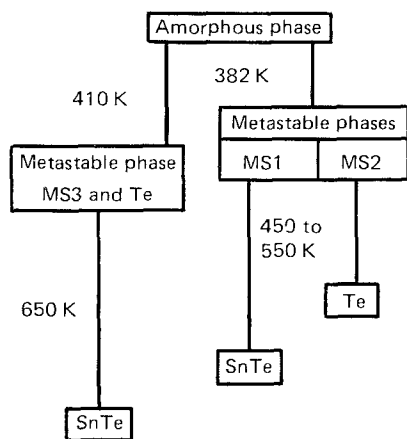 Amorphous phase
410 K
382 K
Metastable phases
MS1
MS2
Metastable phase
MS3 and Te
450 to
550 K
Te
650 K
SnTe
SnTe